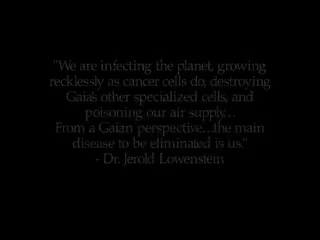 "We are infecting the planet, growing
recklessly as cancer cells do, destroying
Gaia's other specialized cells, and
poisoning our air supply...
From a Gaian perspective...the main
disease to be eliminated is us."
- Dr. Jerold Lowenstein